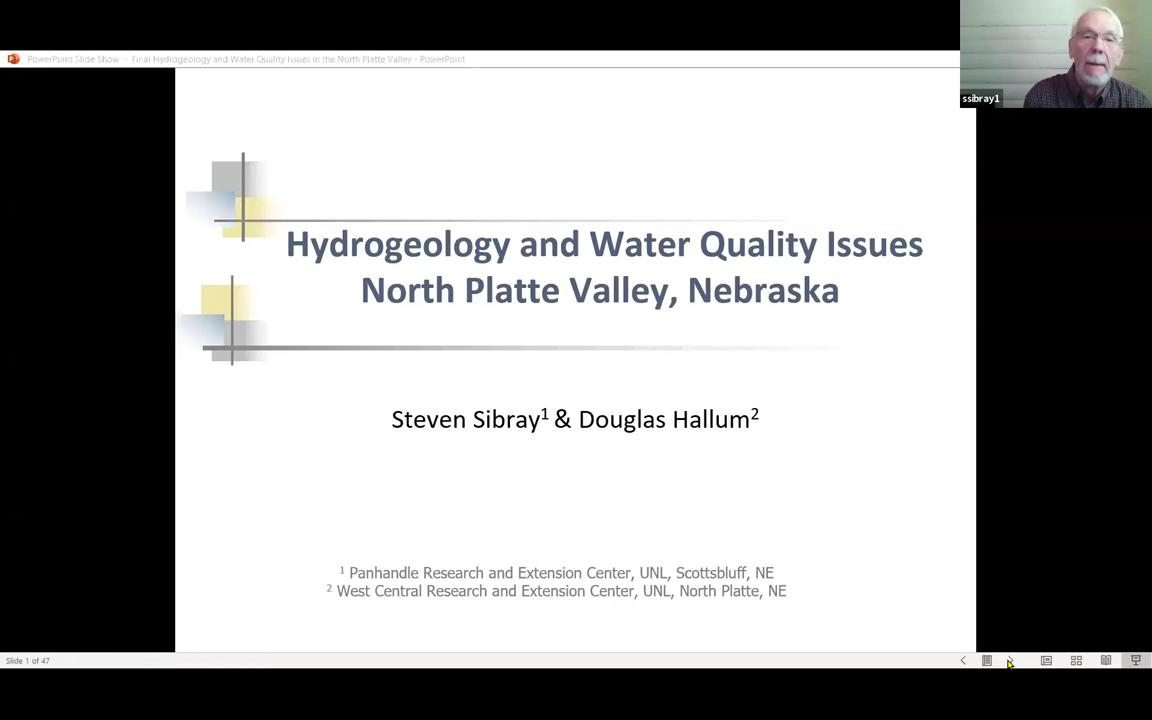 PowerPoint Slide Show - Final Hydrogeology and Water Quality Issues in the North Platte Valley - PowerPoint
ssibray1
Hydrogeology and Water Quality Issues
North Platte Valley, Nebraska
Steven Sibray1 & Douglas Hallum2
1 Panhandle Research and Extension Center, UNL, Scottsbluff, NE
2 West Central Research and Extension Center, UNL, North Platte, NE
Slide 1 of 47